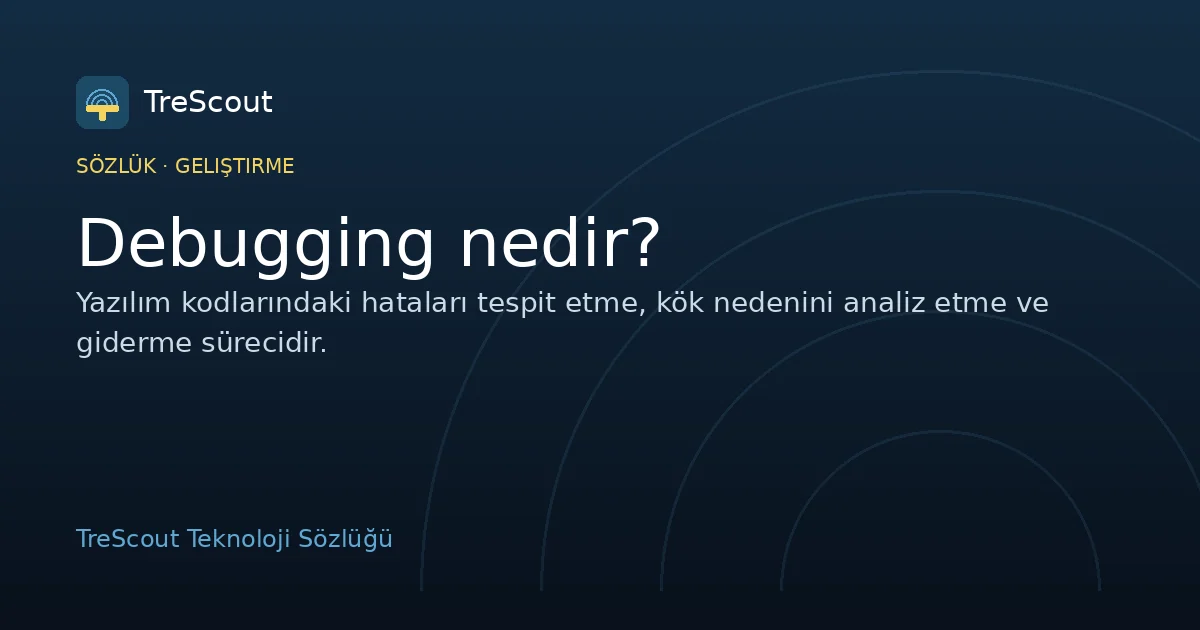 TreScout
SÖZLÜK · GELIŞTIRME
Debugging nedir?
Yazılım kodlarındaki hataları tespit etme, kök nedenini analiz etme ve
giderme sürecidir.
TreScout Teknoloji Sözlüğü